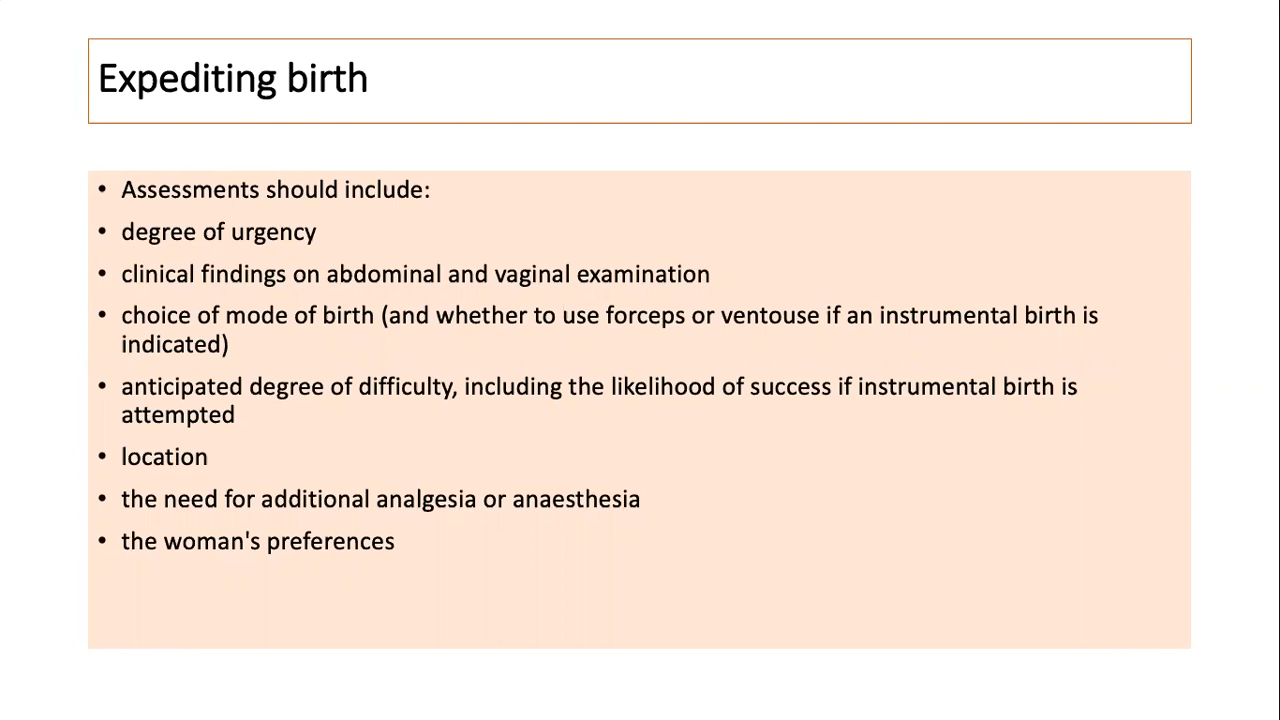 Expediting birth
• Assessments should include:
• degree of urgency
• clinical findings on abdominal and vaginal examination
• choice of mode of birth (and whether to use forceps or ventouse if an instrumental birth is
indicated)
• anticipated degree of difficulty, including the likelihood of success if instrumental birth is
attempted
• location
• the need for additional analgesia or anaesthesia
• the woman's preferences